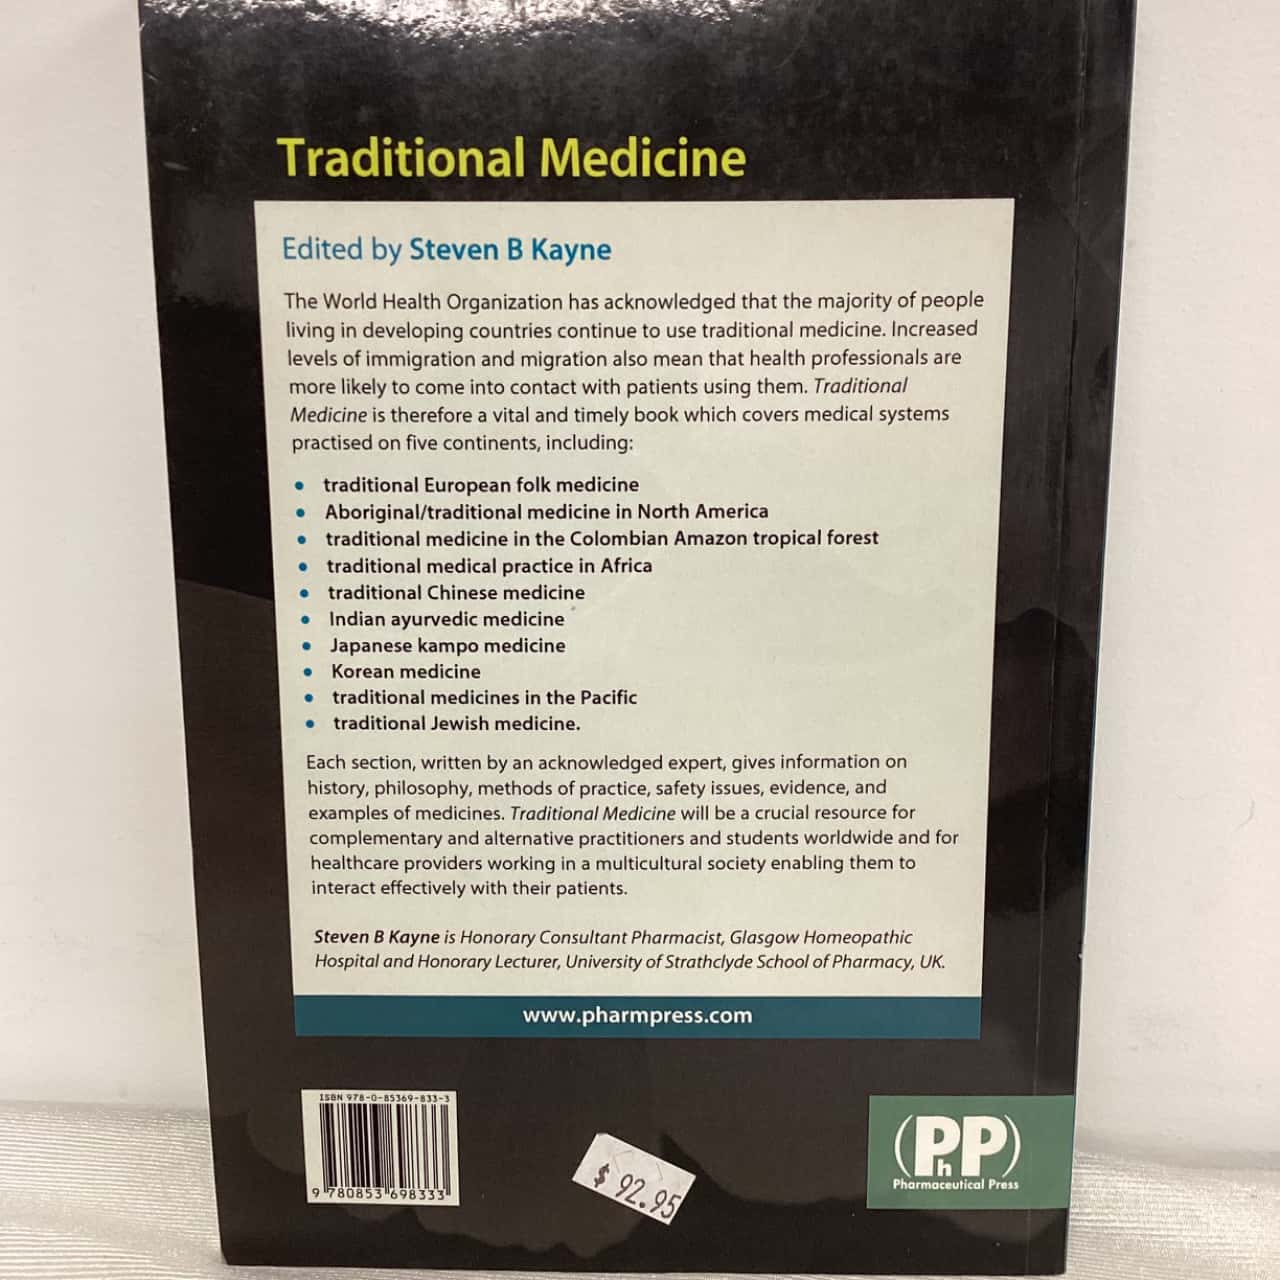 Traditional Medicine
Edited by Steven B Kayne
The World Health Organization has acknowledged that the majority of people
living in developing countries continue to use traditional medicine. Increased
levels of immigration and migration also mean that health professionals are
more likely to come into contact with patients using them. Traditional
Medicine is therefore a vital and timely book which covers medical systems
practised on five continents, including:
• traditional European folk medicine
• Aboriginal/traditional medicine in North America
• traditional medicine in the Colombian Amazon tropical forest
• traditional medical practice in Africa
• traditional Chinese medicine
• Indian ayurvedic medicine
• Japanese kampo medicine
• Korean medicine
• traditional medicines in the Pacific
• traditional Jewish medicine.
Each section, written by an acknowledged expert, gives information on
history, philosophy, methods of practice, safety issues, evidence, and
examples of medicines. Traditional Medicine will be a crucial resource for
complementary and alternative practitioners and students worldwide and for
healthcare providers working in a multicultural society enabling them to
interact effectively with their patients.
Steven B Kayne is Honorary Consultant Pharmacist, Glasgow Homeopathic
Hospital and Honorary Lecturer, University of Strathclyde School of Pharmacy, UK.
www.pharmpress.com
ISBN 978-0-85369-833-3
9 780853 698333
$ 92.95
(PhP)
Pharmaceutical Press